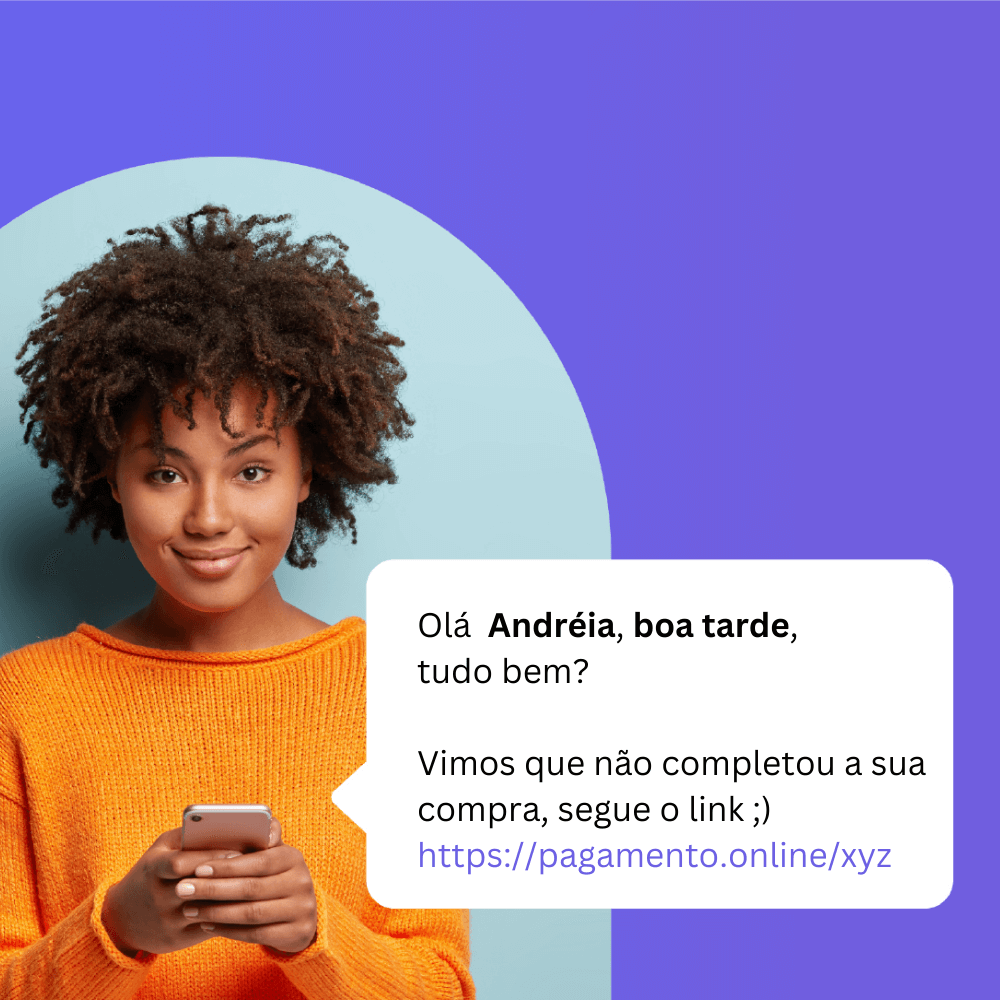 Olá Andréia, boa tarde,
tudo bem?
Vimos que não completou a sua
compra, segue o link ;)
https://pagamento.online/xyz